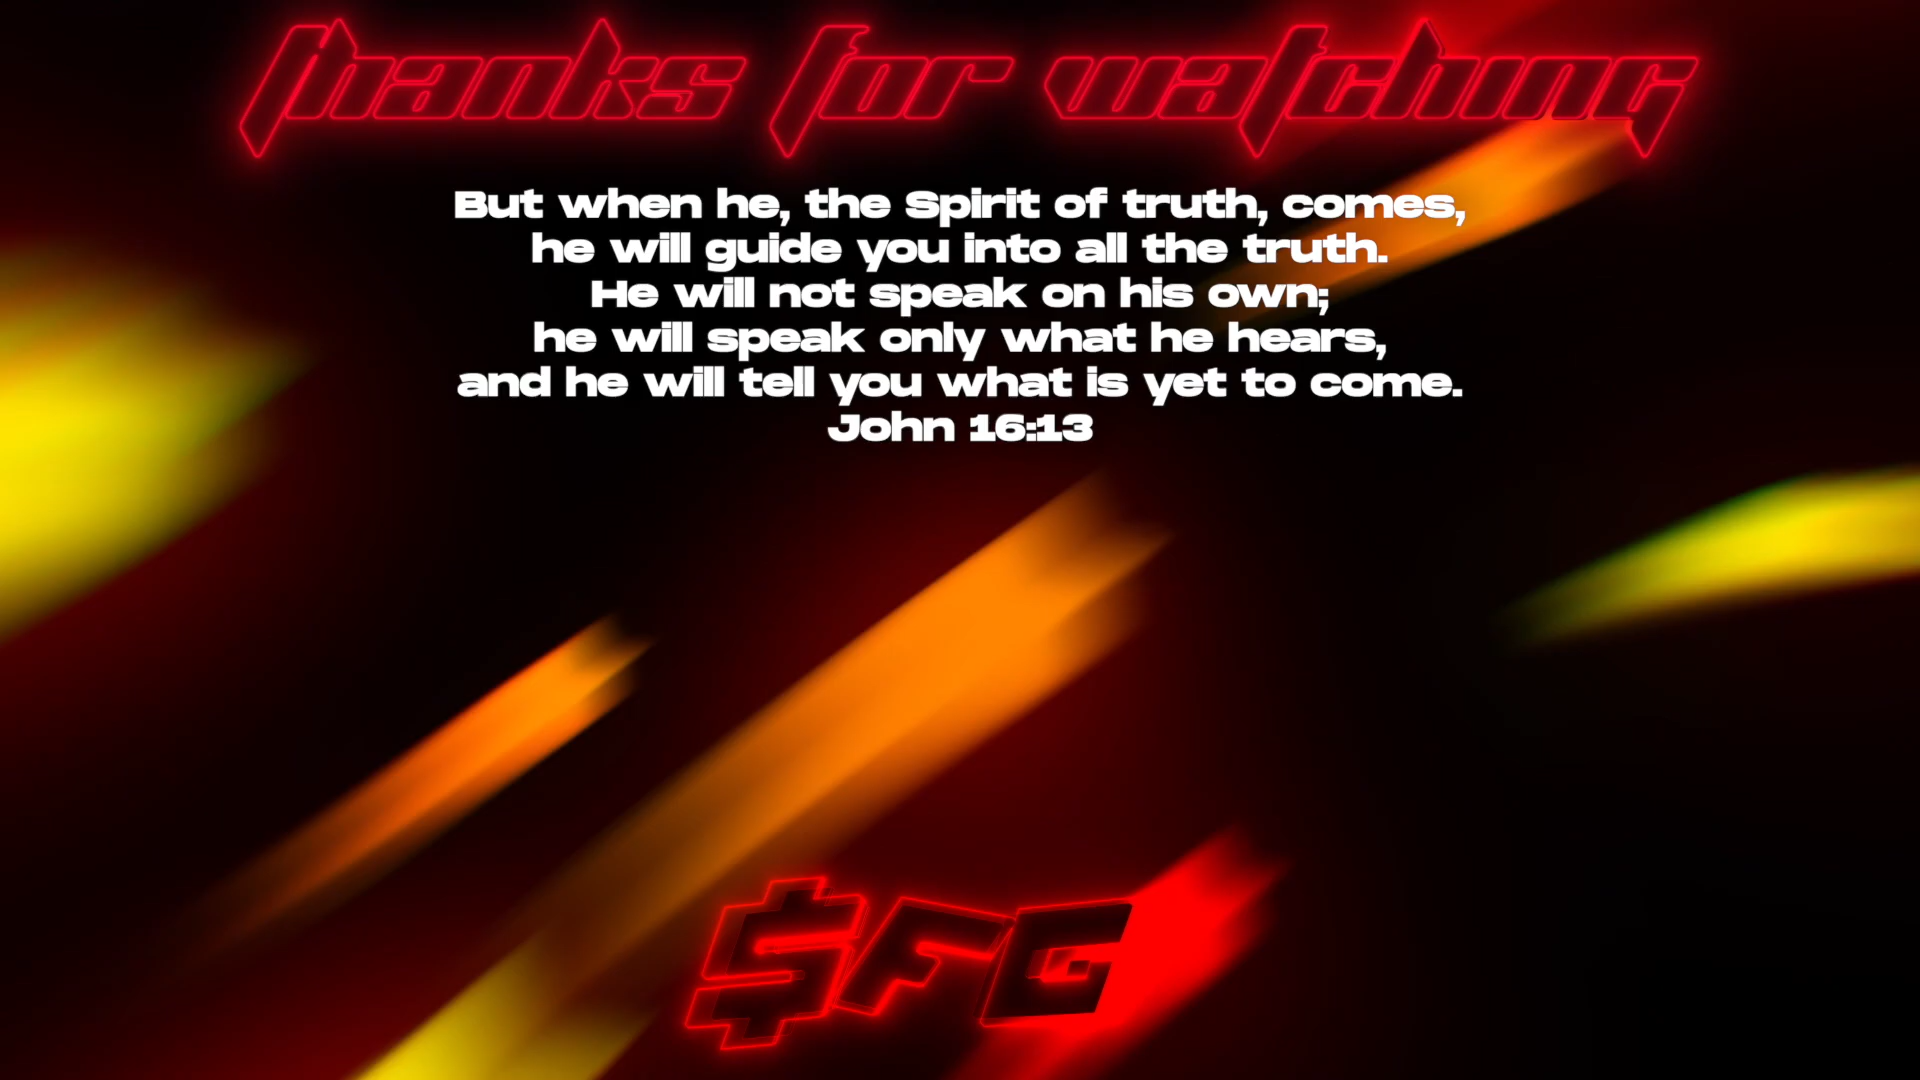 thanks for watching
But when he, the Spirit of truth, comes,
he will guide you into all the truth.
He will not speak on his own;
he will speak only what he hears,
and he will tell you what is yet to come.
John 16:13
$FG